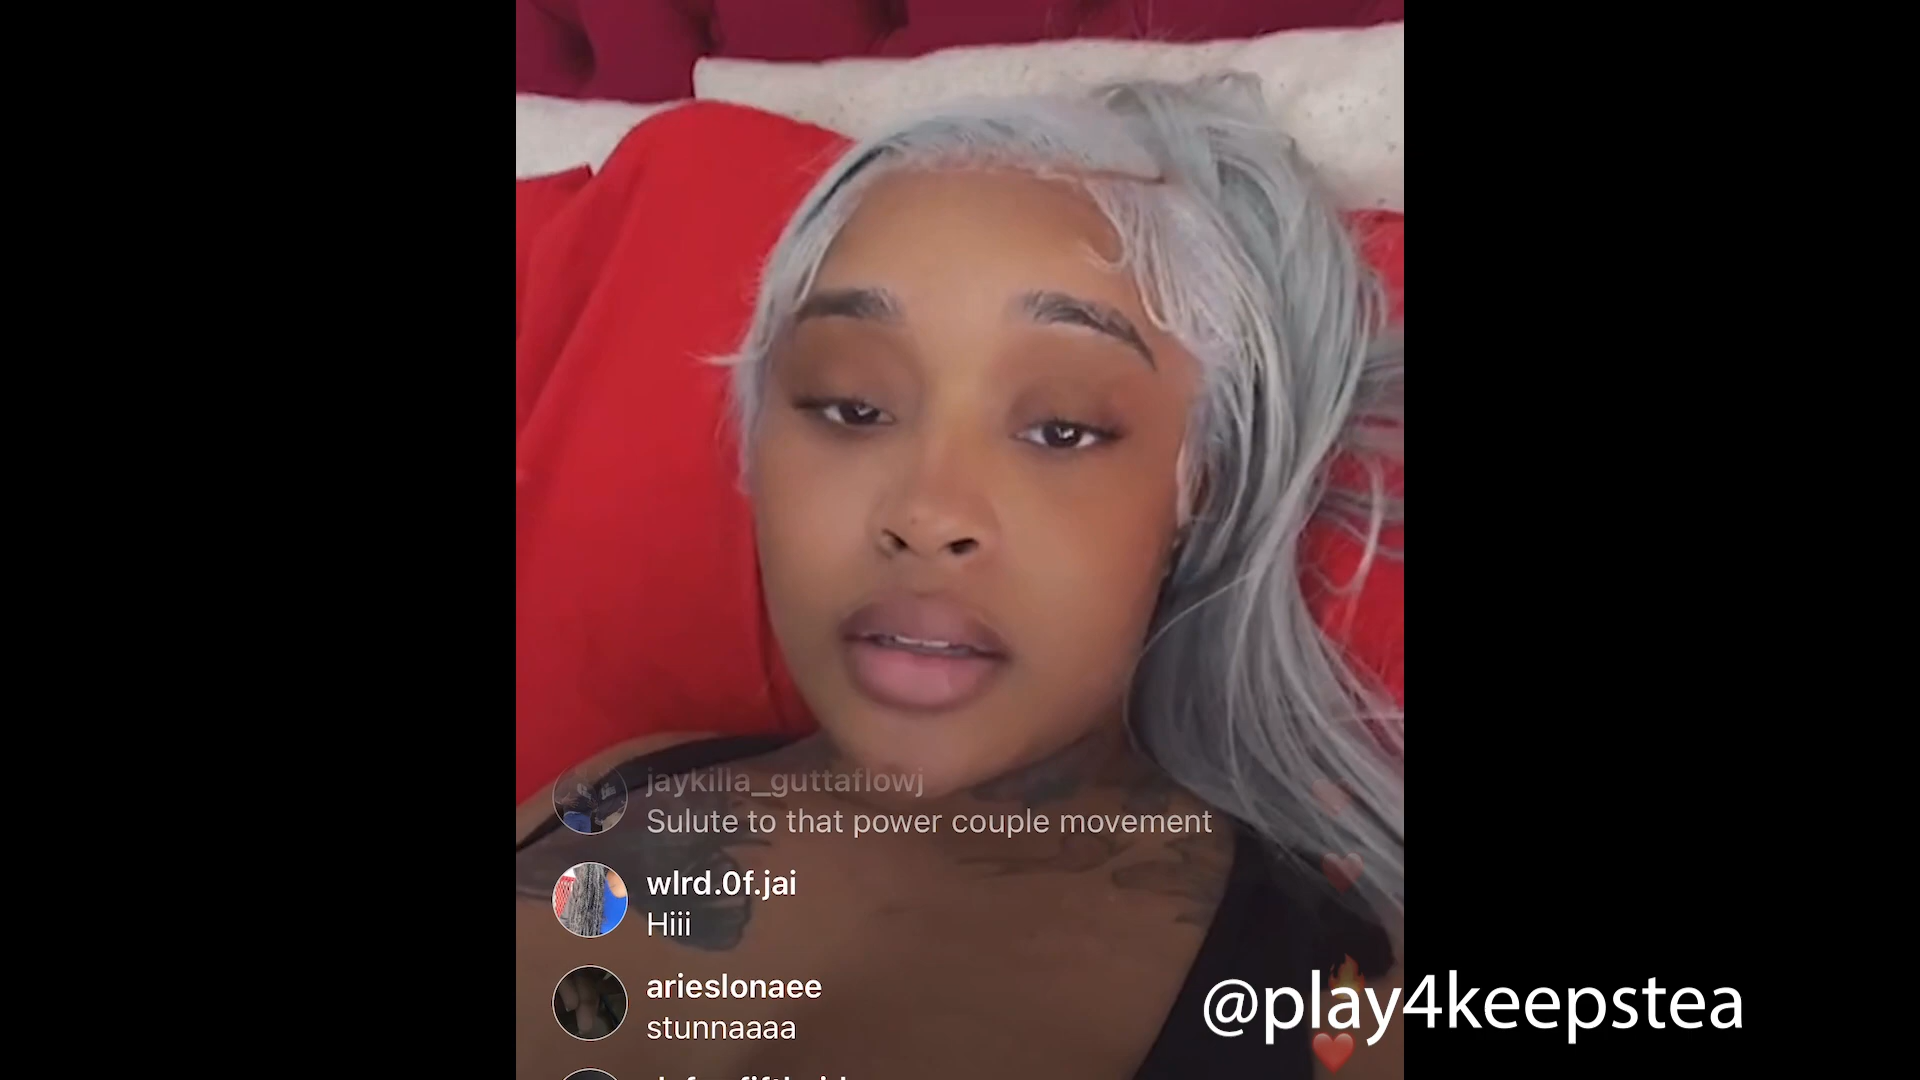 jaykilla_guttaflowj
Sulute to that power couple movement
wlrd.0f.jai
Hiii
arieslonaee
stunnaaaa
@play4keepstea